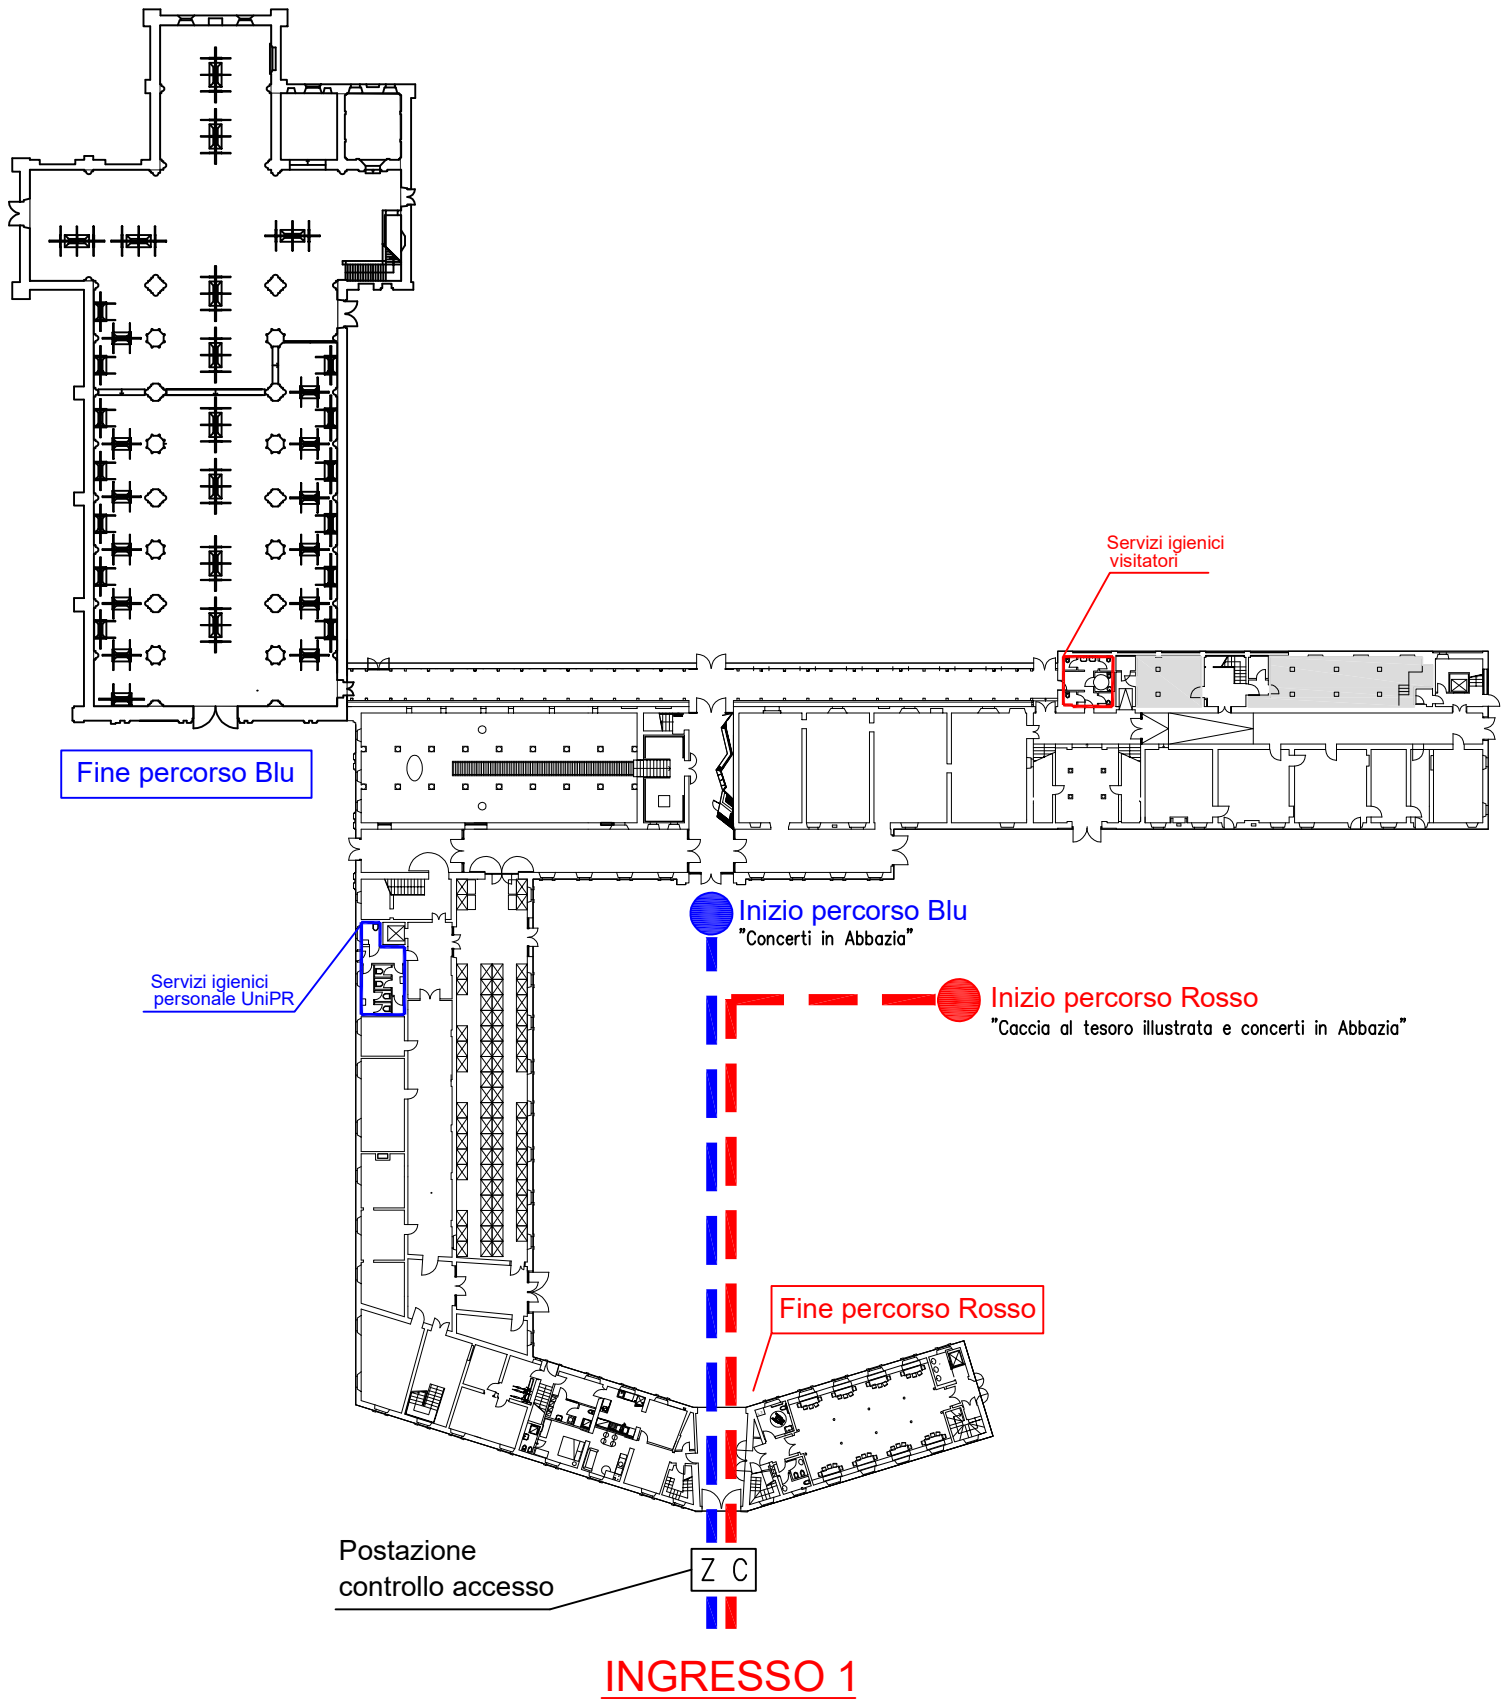 Servizi igienici
visitatori
Fine percorso Blu
Inizio percorso Blu
"Concerti in Abbazia"
Servizi igienici
personale UniPR
Inizio percorso Rosso
"Caccia al tesoro illustrata e concerti in Abbazia"
Fine percorso Rosso
Postazione
controllo accesso
Z C
INGRESSO 1